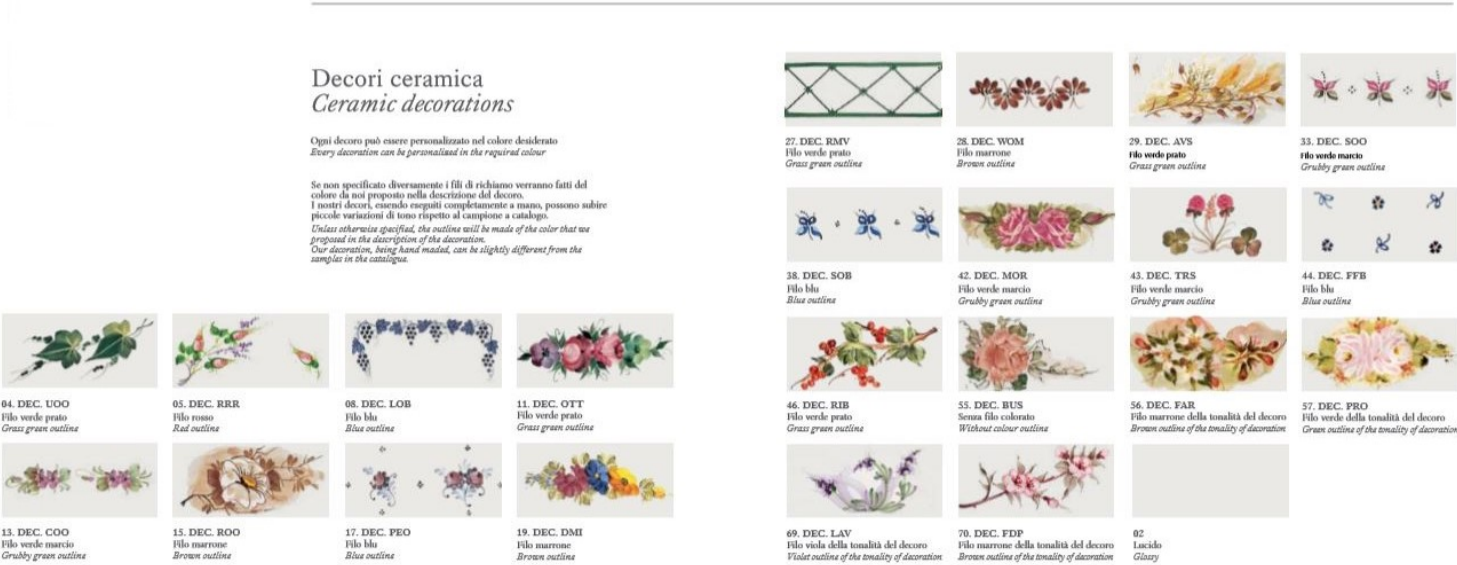 Decori ceramica
Ceramic decorations
Ogni decoro può essere personalizzato nel colore desiderato
Every decoration can be personalized in the required colour
Se non specificato diversamente i fili di richiamo verranno fatti del
colore da noi proposto nella descrizione del decoro.
I nostri decori, essendo eseguiti completamente a mano, possono subire
piccole variazioni di tono rispetto al campione a catalogo.
Unless otherwise specified, the outline will be made of the color that we
proposed in the description of the decoration.
Our decoration, being hand maded, can be slightly different from the
samples in the catalogue.
04. DEC. UOO
Filo verde prato
Grass green outline
05. DEC. RRR
Filo rosso
Red outline
08. DEC. LOB
Filo blu
Blue outline
11. DEC. OTT
Filo verde prato
Grass green outline
13. DEC. COO
Filo verde marcio
Grubby green outline
15. DEC. ROO
Filo marrone
Brown outline
17. DEC. PEO
Filo blu
Blue outline
19. DEC. DMI
Filo marrone
Brown outline
27. DEC. RMV
Filo verde prato
Grass green outline
28. DEC. WOM
Filo marrone
Brown outline
29. DEC. AVS
Filo verde prato
Grass green outline
33. DEC. SOO
Filo verde marcio
Grubby green outline
38. DEC. SOB
Filo blu
Blue outline
42. DEC. MOR
Filo verde marcio
Grubby green outline
43. DEC. TRS
Filo verde marcio
Grubby green outline
44. DEC. FFB
Filo blu
Blue outline
46. DEC. RIB
Filo verde prato
Grass green outline
55. DEC. BUS
Senza filo colorato
Without colour outline
56. DEC. FAR
Filo marrone della tonalità del decoro
Brown outline of the tonality of decoration
57. DEC. PRO
Filo verde della tonalità del decoro
Green outline of the tonality of decoration
69. DEC. LAV
Filo viola della tonalità del decoro
Violet outline of the tonality of decoration
70. DEC. FDP
Filo marrone della tonalità del decoro
Brown outline of the tonality of decoration
02
Lucido
Glossy